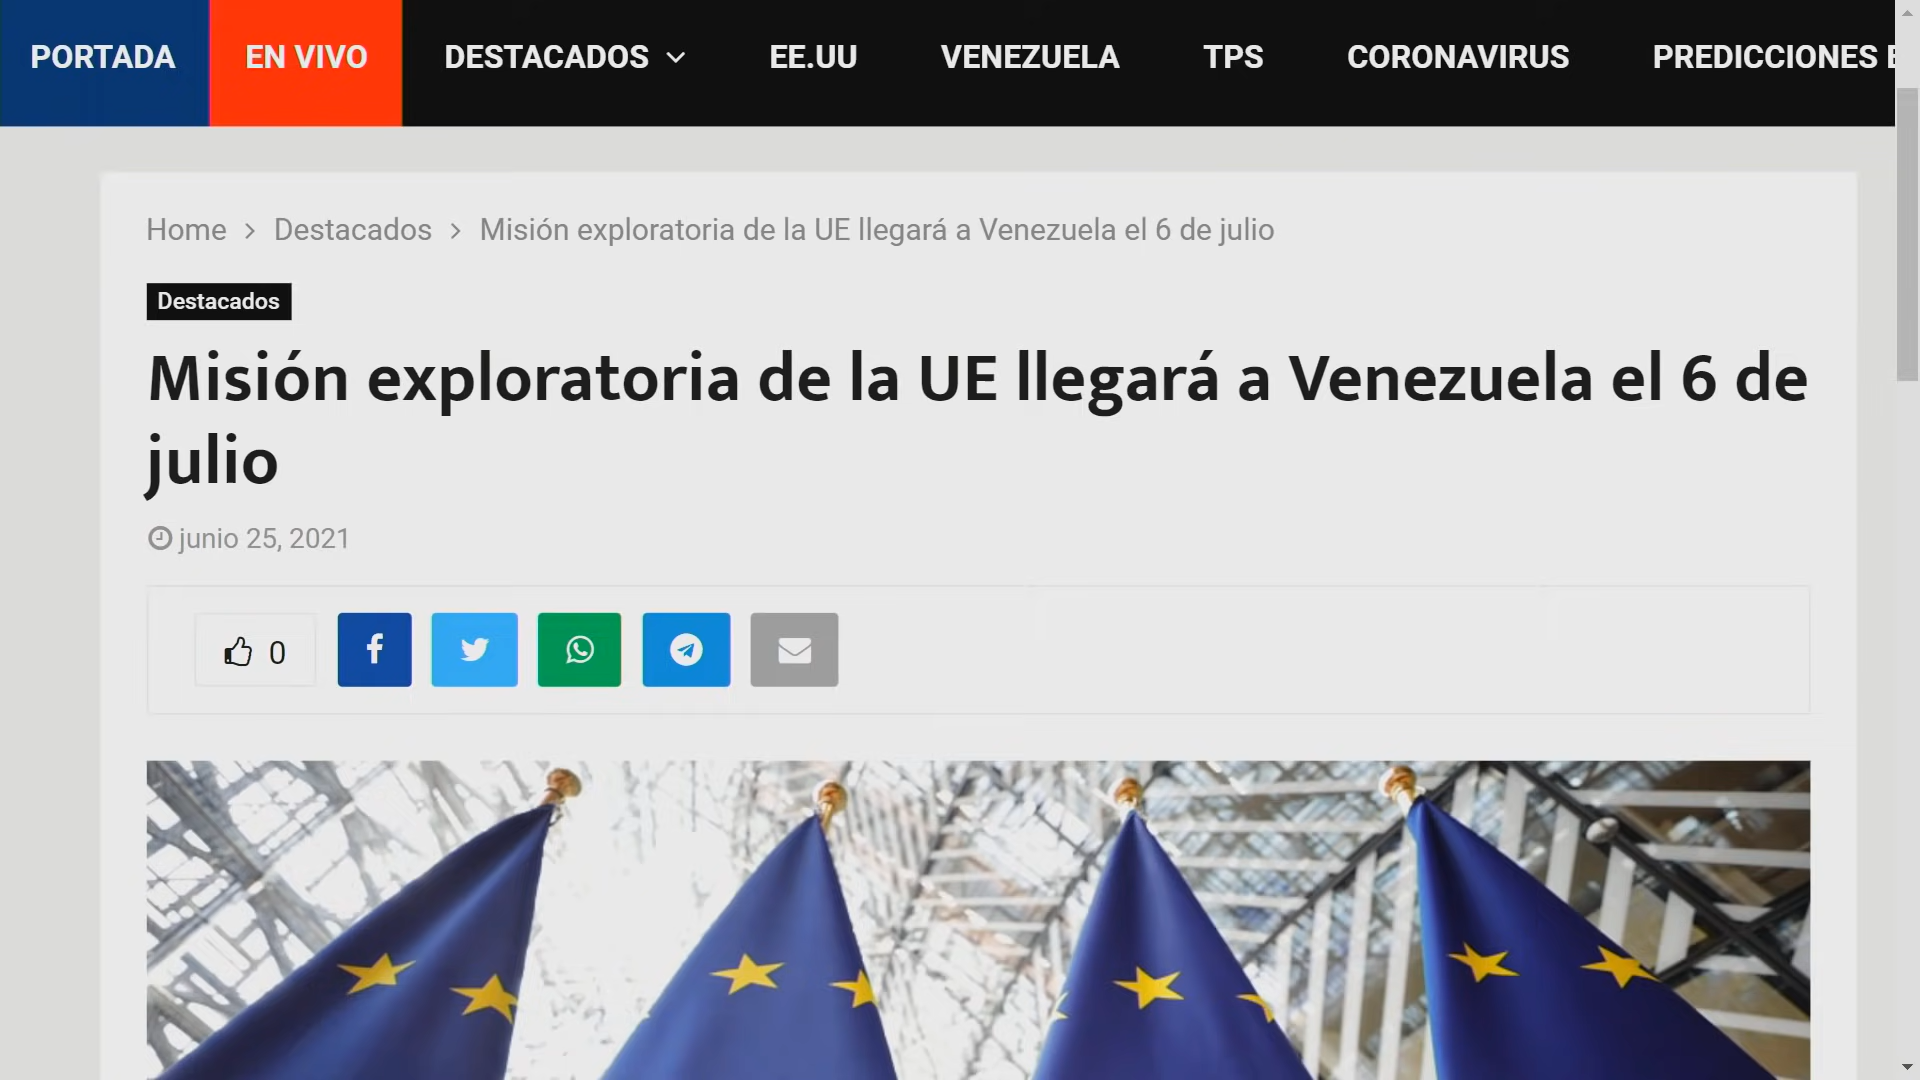 PORTADA EN VIVO DESTACADOS EE.UU VENEZUELA TPS CORONAVIRUS PREDICCIONES
Home > Destacados > Misión exploratoria de la UE llegará a Venezuela el 6 de julio
Destacados
Misión exploratoria de la UE llegará a Venezuela el 6 de
julio
junio 25, 2021
0